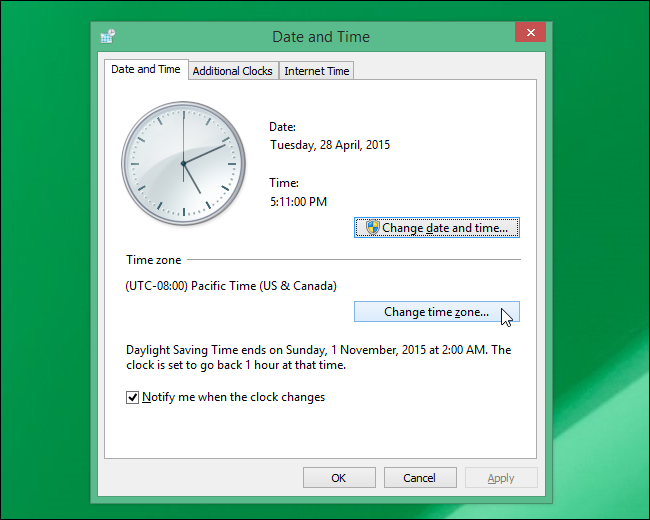 Date and Time
Date and Time
Additional Clocks
Internet Time
Date:
Tuesday, 28 April, 2015
Time:
5:11:00 PM
Change date and time...
Time zone
(UTC-08:00) Pacific Time (US & Canada)
Change time zone...
Daylight Saving Time ends on Sunday, 1 November, 2015 at 2:00 AM. The
clock is set to go back 1 hour at that time.
Notify me when the clock changes
OK
Cancel
Apply